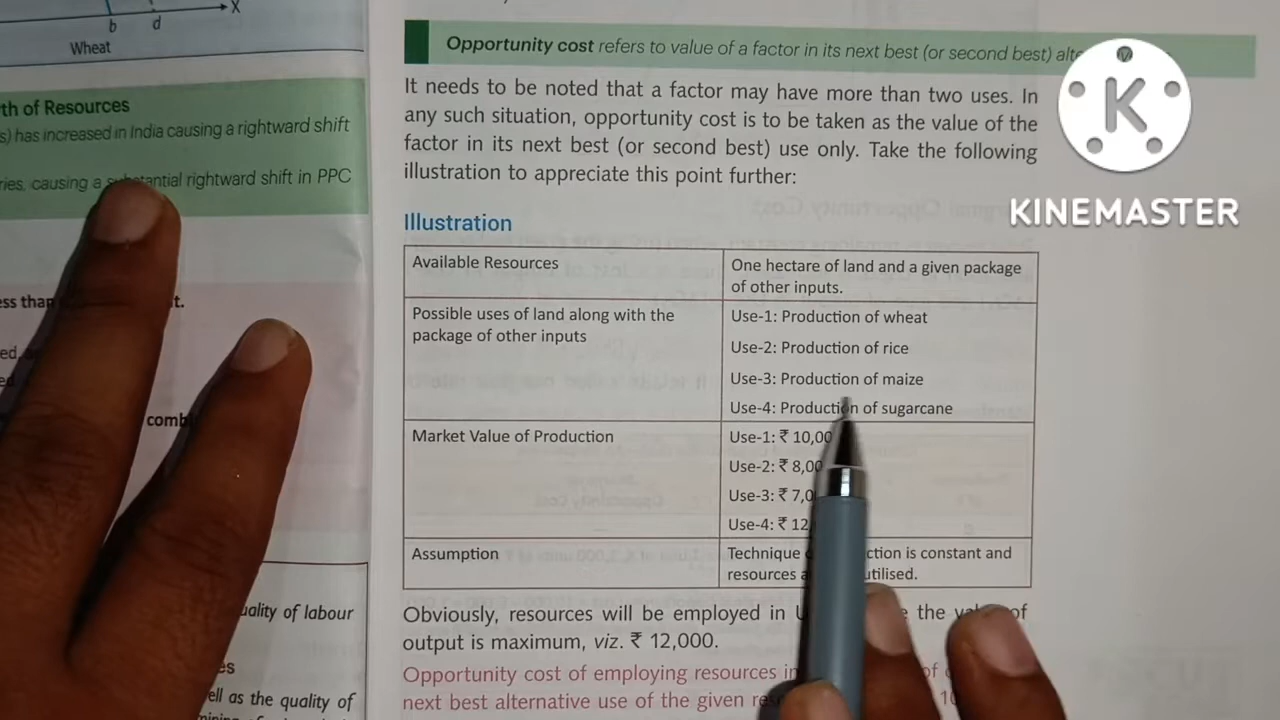 X
b d
Wheat
th of Resources
s) has increased in India causing a rightward shift
ries, causing a substantial rightward shift in PPC
ess than t.
ed,
comb
uality of labour
es
ell as the quality of
Opportunity cost refers to value of a factor in its next best (or second best)
It needs to be noted that a factor may have more than two uses. In
any such situation, opportunity cost is to be taken as the value of the
factor in its next best (or second best) use only. Take the following
illustration to appreciate this point further:
Illustration
Available Resources
One hectare of land and a given package
of other inputs.
Possible uses of land along with the
package of other inputs
Use-1: Production of wheat
Use-2: Production of rice
Use-3: Production of maize
Use-4: Production of sugarcane
Market Value of Production
Use-1: ₹ 10,00
Use-2: ₹ 8,00
Use-3: ₹ 7,0
Use-4: ₹ 12,
Assumption
Technique ction is constant and
resources utilised.
Obviously, resources will be employed in the of
output is maximum, viz. ₹ 12,000.
Opportunity cost of employing resources in of
next best alternative use of the given
K
KINEMASTER